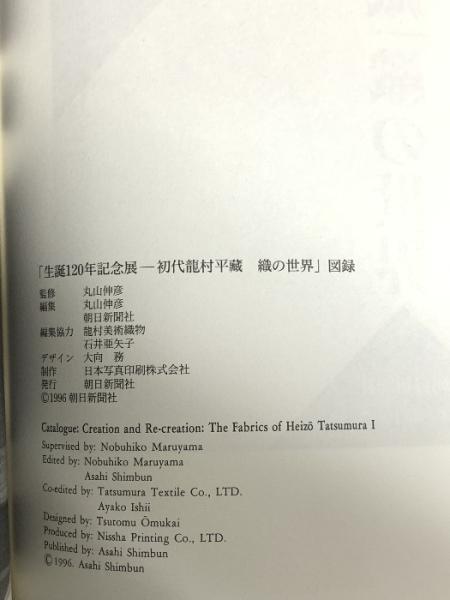 「生誕120年記念展―初代龍村平藏　織の世界」図録
監修　丸山伸彦
編集　丸山伸彦
朝日新聞社
編集協力　龍村美術織物
石井亜矢子
デザイン　大向　務
制作　日本写真印刷株式会社
発行　朝日新聞社
©1996 朝日新聞社
Catalogue: Creation and Re-creation: The Fabrics of Heizō Tatsumura I
Supervised by: Nobuhiko Maruyama
Edited by: Nobuhiko Maruyama
Asahi Shimbun
Co-edited by: Tatsumura Textile Co., LTD.
Ayako Ishii
Designed by: Tsutomu Ōmukai
Produced by: Nissha Printing Co., LTD.
Published by: Asahi Shimbun
©1996. Asahi Shimbun